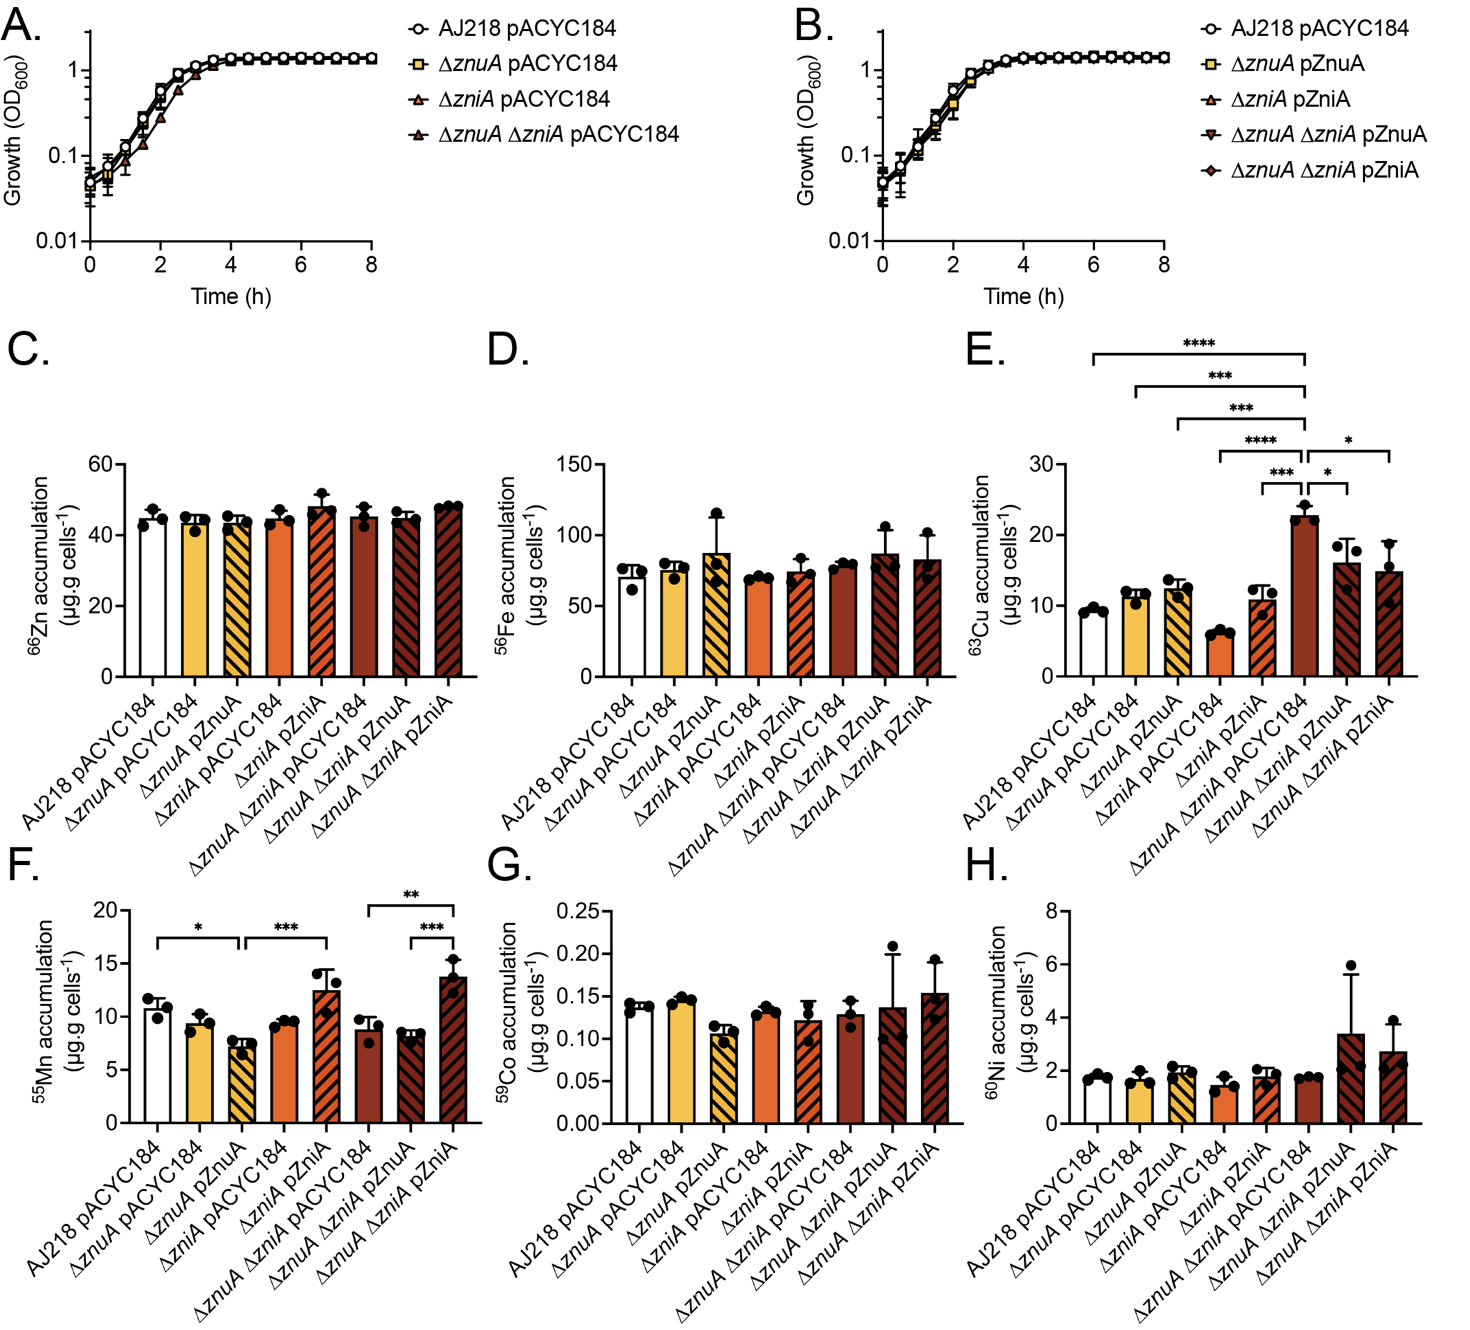 A.
Growth (OD600)
1
0.1
0.01
0 2 4 6 8
Time (h)
AJ218 pACYC184
ΔznuA pACYC184
ΔzniA pACYC184
ΔznuA ΔzniA pACYC184
B.
Growth (OD600)
1
0.1
0.01
0 2 4 6 8
Time (h)
AJ218 pACYC184
ΔznuA pZnuA
ΔzniA pZniA
ΔznuA ΔzniA pZnuA
ΔznuA ΔzniA pZniA
C.
66Zn accumulation
(µg.g cells-1)
60
40
20
0
AJ218 pACYC184
ΔznuA pACYC184
ΔznuA pZnuA
ΔzniA pACYC184
ΔzniA pZniA
ΔznuA ΔzniA pACYC184
ΔznuA ΔzniA pZnuA
ΔznuA ΔzniA pZniA
D.
56Fe accumulation
(µg.g cells-1)
150
100
50
0
AJ218 pACYC184
ΔznuA pACYC184
ΔznuA pZnuA
ΔzniA pACYC184
ΔzniA pZniA
ΔznuA ΔzniA pACYC184
ΔznuA ΔzniA pZnuA
ΔznuA ΔzniA pZniA
E.
****
***
***
**** *
*** *
63Cu accumulation
(µg.g cells-1)
30
20
10
0
AJ218 pACYC184
ΔznuA pACYC184
ΔznuA pZnuA
ΔzniA pACYC184
ΔzniA pZniA
ΔznuA ΔzniA pACYC184
ΔznuA ΔzniA pZnuA
ΔznuA ΔzniA pZniA
F.
**
* *** ***
55Mn accumulation
(µg.g cells-1)
20
15
10
5
0
AJ218 pACYC184
ΔznuA pACYC184
ΔznuA pZnuA
ΔzniA pACYC184
ΔzniA pZniA
ΔznuA ΔzniA pACYC184
ΔznuA ΔzniA pZnuA
ΔznuA ΔzniA pZniA
G.
59Co accumulation
(µg.g cells-1)
0.25
0.20
0.15
0.10
0.05
0.00
AJ218 pACYC184
ΔznuA pACYC184
ΔznuA pZnuA
ΔzniA pACYC184
ΔzniA pZniA
ΔznuA ΔzniA pACYC184
ΔznuA ΔzniA pZnuA
ΔznuA ΔzniA pZniA
H.
60Ni accumulation
(µg.g cells-1)
8
6
4
2
0
AJ218 pACYC184
ΔznuA pACYC184
ΔznuA pZnuA
ΔzniA pACYC184
ΔzniA pZniA
ΔznuA ΔzniA pACYC184
ΔznuA ΔzniA pZnuA
ΔznuA ΔzniA pZniA